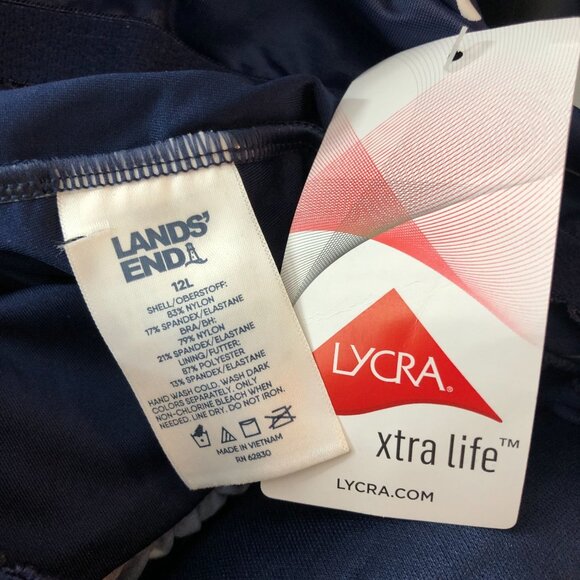 LANDS'
END
12L
SHELL/OBERSTOFF:
83% NYLON
17% SPANDEX/ELASTANE
BRA/BH:
79% NYLON
21% SPANDEX/ELASTANE
LINING/FUTTER:
87% POLYESTER
13% SPANDEX/ELASTANE
HAND WASH COLD. WASH DARK
COLORS SEPARATELY. ONLY
NON-CHLORINE BLEACH WHEN
NEEDED. LINE DRY. DO NOT IRON.
MADE IN VIETNAM
RN 62830
LYCRA®
xtra life™
LYCRA.COM